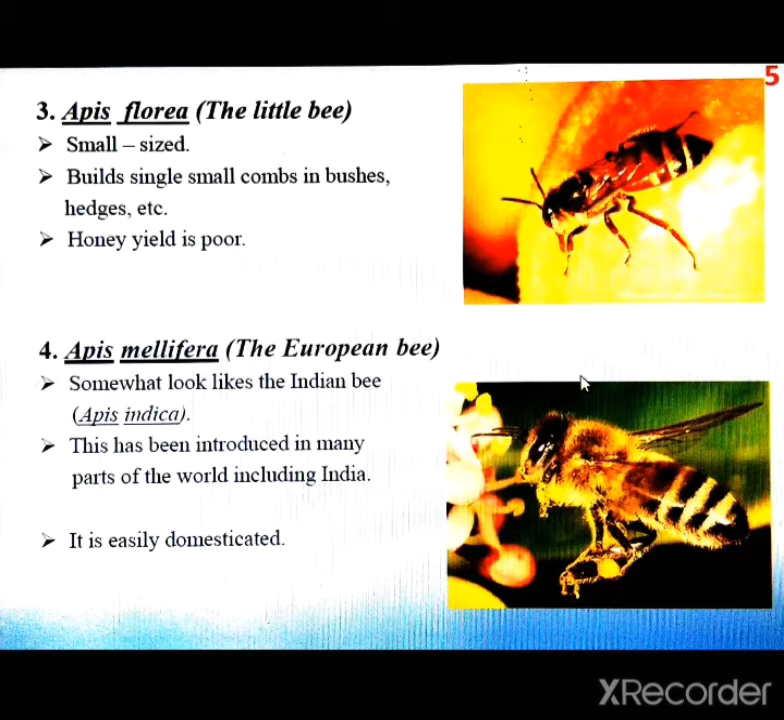 5
3. Apis florea (The little bee)
➤ Small – sized.
➤ Builds single small combs in bushes,
hedges, etc.
➤ Honey yield is poor.
4. Apis mellifera (The European bee)
➤ Somewhat look likes the Indian bee
(Apis indica).
➤ This has been introduced in many
parts of the world including India.
➤ It is easily domesticated.
XRecorder